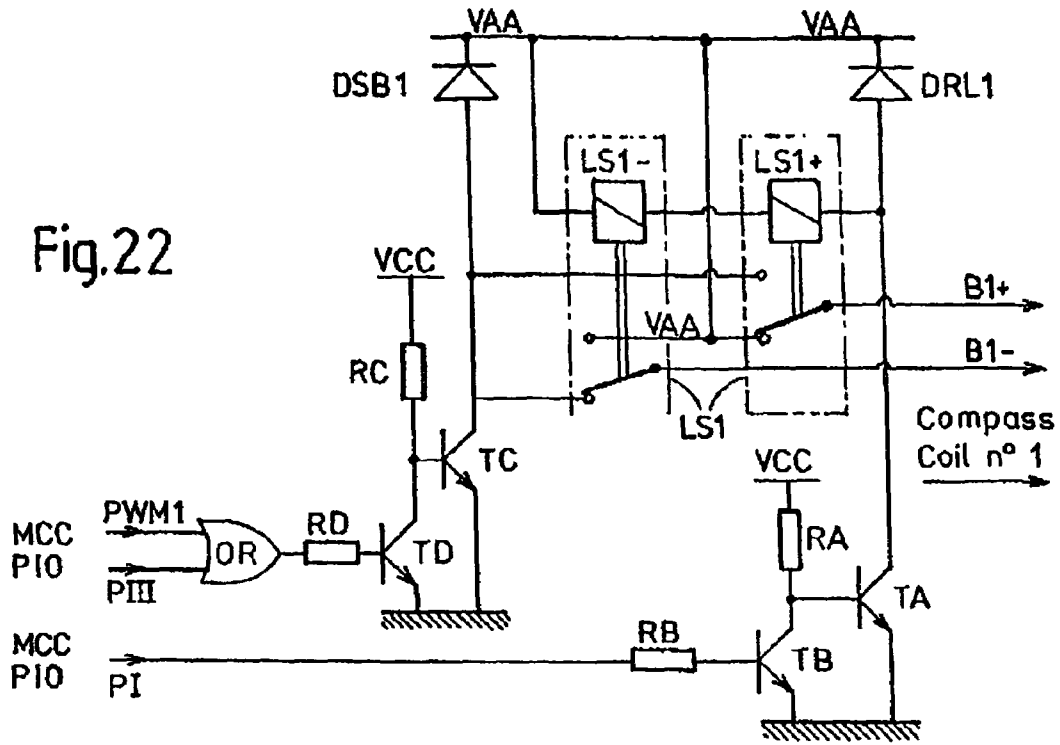 VAA
VAA
DSB1
DRL1
LS1-
LS1+
Fig.22
VCC
B1+
VAA
RC
B1-
LS1
Compass
Coil nº 1
TC
VCC
MCC
PIO
PWM1
PIII
OR
RD
TD
RA
TA
MCC
PIO
PI
RB
TB